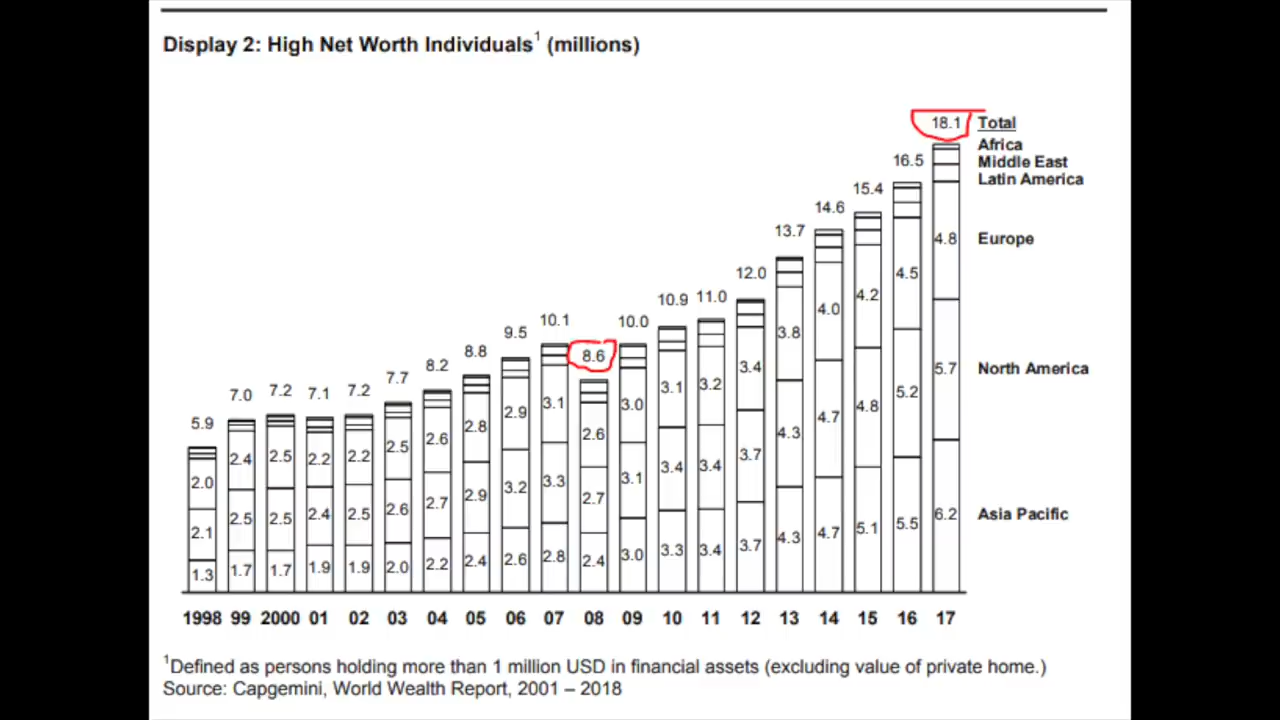 Display 2: High Net Worth Individuals¹ (millions)
18.1 Total
Africa
16.5 Middle East
15.4 Latin America
14.6
13.7 4.8 Europe
12.0 4.5
10.9 11.0 4.2
10.1 10.0 4.0
9.5 3.8
8.8 8.6
8.2 3.4 5.7 North America
7.7 3.1 3.2
7.0 7.2 7.1 7.2 3.1 3.0 5.2
5.9 2.9 4.8
2.8 2.6 4.7
2.6 4.3
2.4 2.5 2.2 2.2 2.5 3.7
2.0 3.3 3.1 3.4 3.4
3.2 2.7
2.7 2.9
2.5 2.5 2.4 2.5 2.6 6.2 Asia Pacific
2.1 5.1 5.5
4.3 4.7
2.8 3.0 3.3 3.4 3.7
2.4 2.6 2.4
1.3 1.7 1.7 1.9 1.9 2.0 2.2
1998 99 2000 01 02 03 04 05 06 07 08 09 10 11 12 13 14 15 16 17
¹Defined as persons holding more than 1 million USD in financial assets (excluding value of private home.)
Source: Capgemini, World Wealth Report, 2001 – 2018